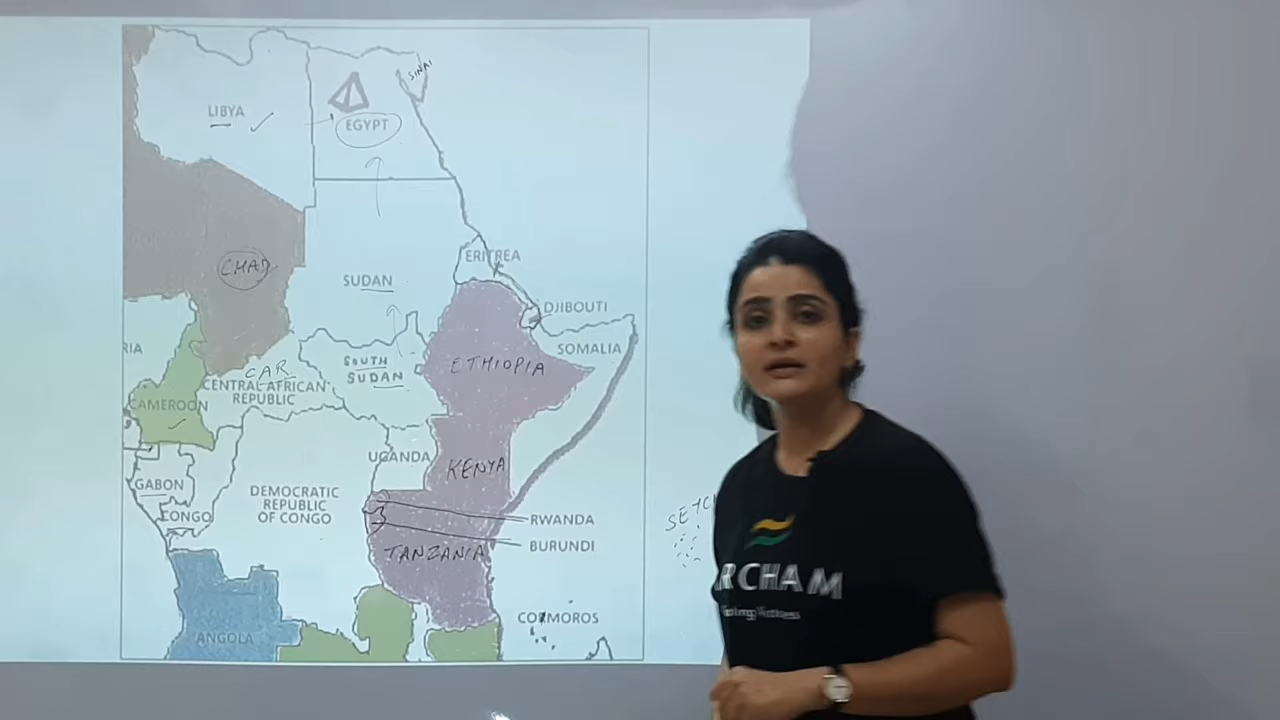 SINAI
LIBYA
EGYPT
CHAD
SUDAN
ERITREA
DJIBOUTI
SOMALIA
ETHIOPIA
SOUTH
SUDAN
RIA
CAR
CENTRAL AFRICAN
REPUBLIC
CAMEROON
UGANDA
KENYA
GABON
CONGO
DEMOCRATIC
REPUBLIC
OF CONGO
RWANDA
BURUNDI
TANZANIA
ANGOLA
COMOROS
SEYC
RCHAM